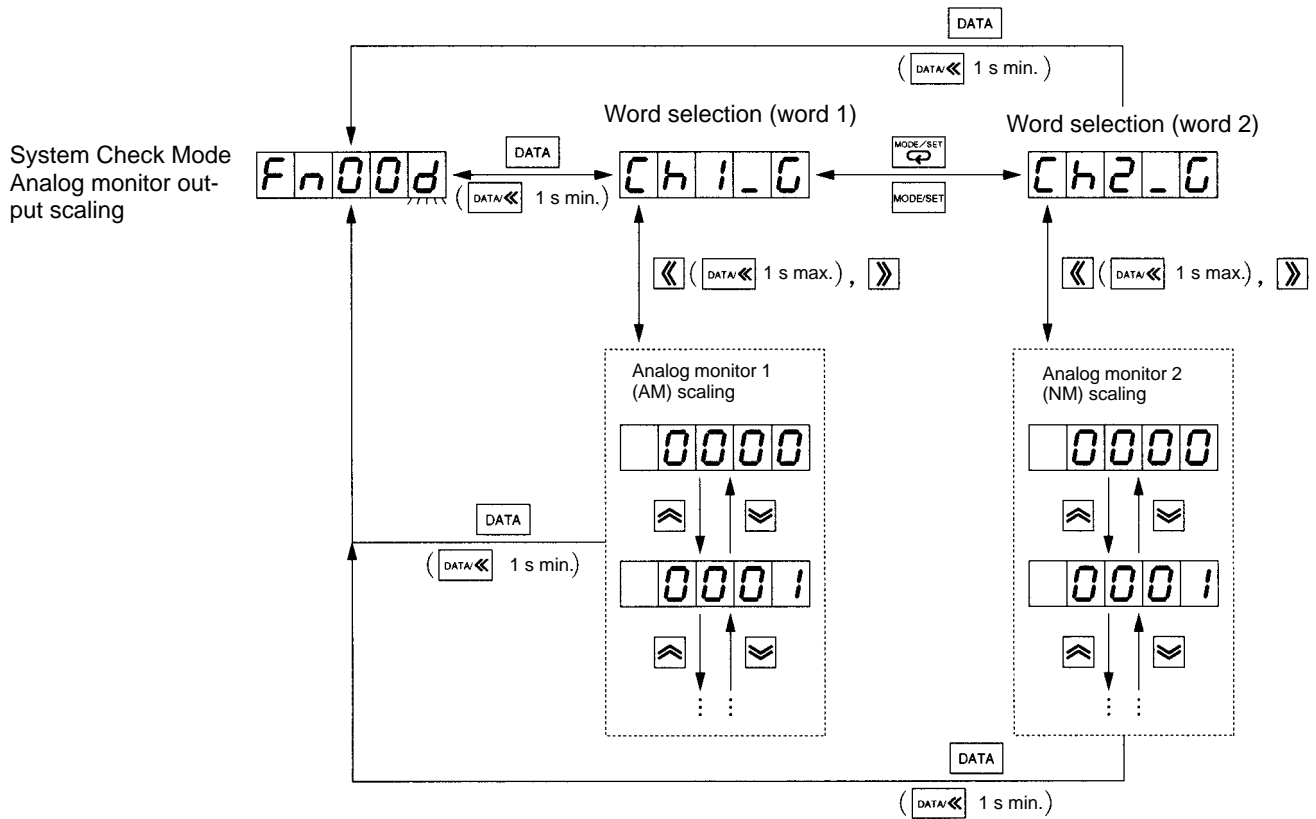 DATA
( DATA/≪ 1 s min. )
Word selection (word 1)
Word selection (word 2)
System Check Mode
Analog monitor out-
put scaling
Fn00d
DATA
( DATA/≪ 1 s min. )
Ch1_G
MODE/SET
MODE/SET
Ch2_G
≪ ( DATA/≪ 1 s max. ) , ≫
≪ ( DATA/≪ 1 s max. ) , ≫
Analog monitor 1
(AM) scaling
0000
0001
⋮ ⋮
Analog monitor 2
(NM) scaling
0000
0001
⋮ ⋮
DATA
( DATA/≪ 1 s min.)
DATA
( DATA/≪ 1 s min. )